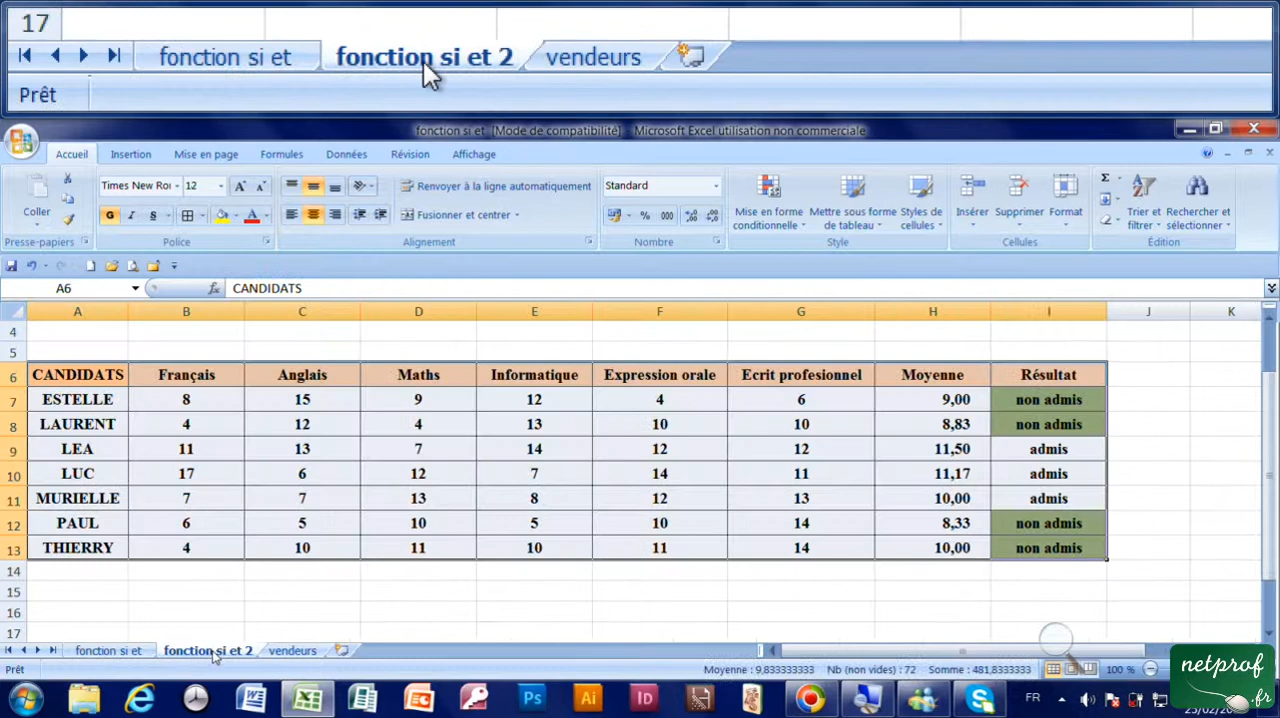 17
fonction si et fonction si et 2 vendeurs
Prêt
fonction si et [Mode de compatibilité] - Microsoft Excel utilisation non commerciale
Accueil Insertion Mise en page Formules Données Révision Affichage
Times New Ro 12 Renvoyer à la ligne automatiquement Standard
Coller G I S Fusionner et centrer % 000
Mise en forme conditionnelle Mettre sous forme de tableau Styles de cellules Insérer Supprimer Format Trier et filtrer Rechercher et sélectionner
Presse-papiers Police Alignement Nombre Style Cellules Édition
A6 fx CANDIDATS
A B C D E F G H I J K
4
5
6 CANDIDATS Français Anglais Maths Informatique Expression orale Ecrit profesionnel Moyenne Résultat
7 ESTELLE 8 15 9 12 4 6 9,00 non admis
8 LAURENT 4 12 4 13 10 10 8,83 non admis
9 LEA 11 13 7 14 12 12 11,50 admis
10 LUC 17 6 12 7 14 11 11,17 admis
11 MURIELLE 7 7 13 8 12 13 10,00 admis
12 PAUL 6 5 10 5 10 14 8,33 non admis
13 THIERRY 4 10 11 10 11 14 10,00 non admis
14
15
16
17
fonction si et fonction si et 2 vendeurs
Prêt Moyenne : 9,833333333 Nb (non vides) : 72 Somme : 481,8333333 100 %
Ps Ai Id FR
netprof
.fr